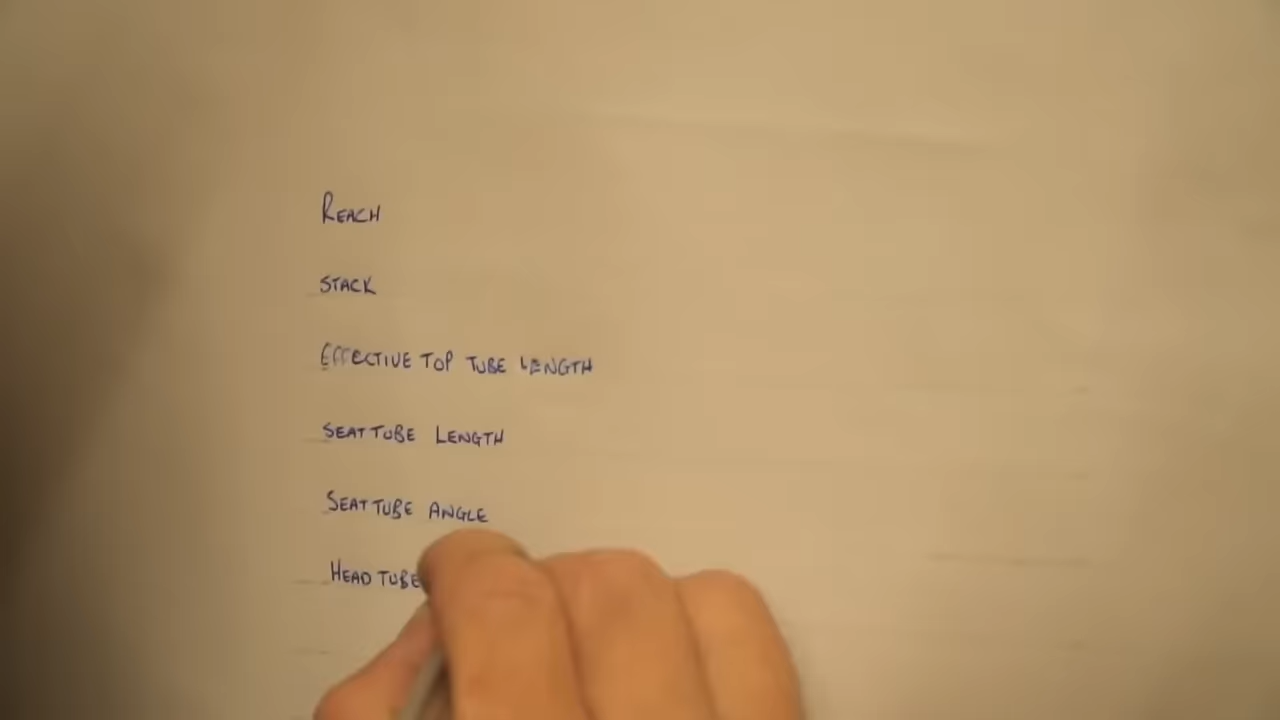 REACH
STACK
EFFECTIVE TOP TUBE LENGTH
SEAT TUBE LENGTH
SEAT TUBE ANGLE
HEAD TUBE